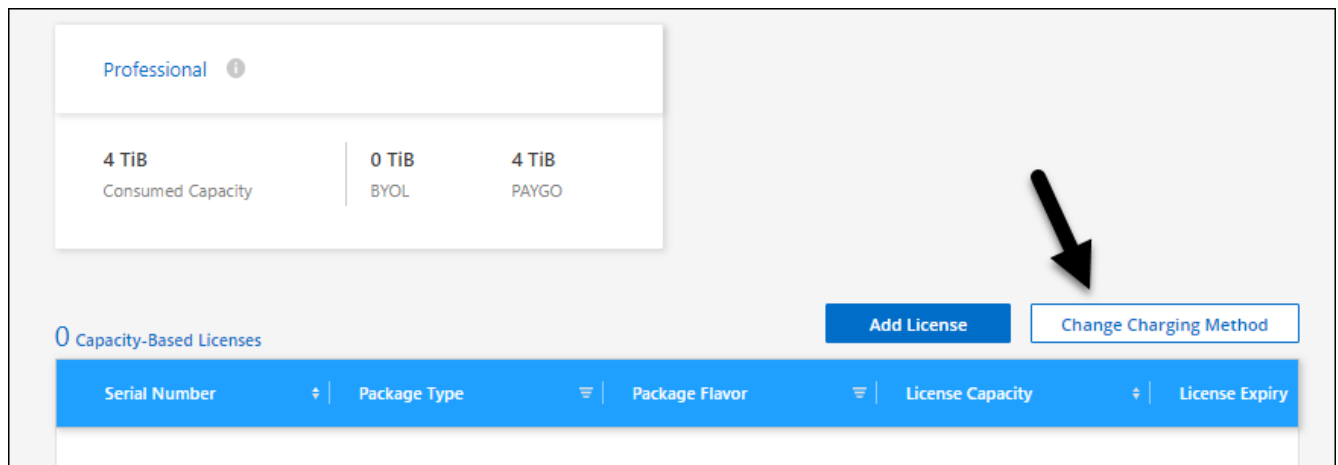 Professional
4 TiB 0 TiB 4 TiB
Consumed Capacity BYOL PAYGO
Add License Change Charging Method
0 Capacity-Based Licenses
Serial Number Package Type Package Flavor License Capacity License Expiry